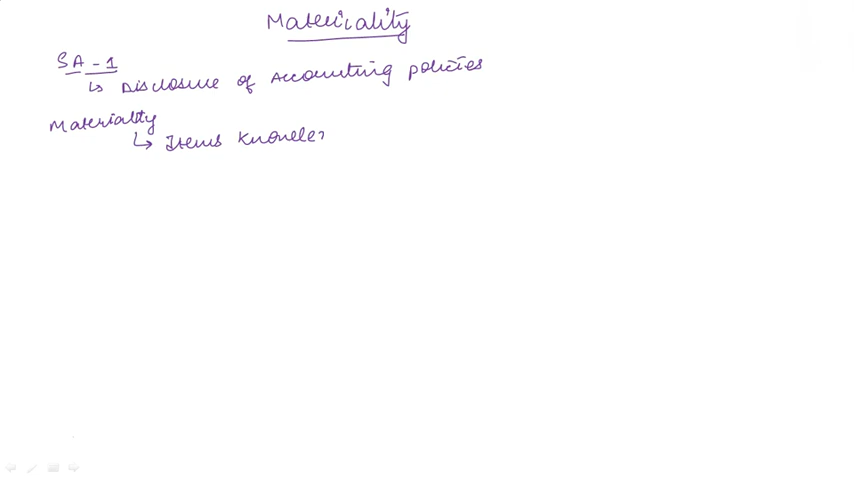 Materiality
SA-1
↳ Disclosure of Accounting policies
Materiality
↳ Items